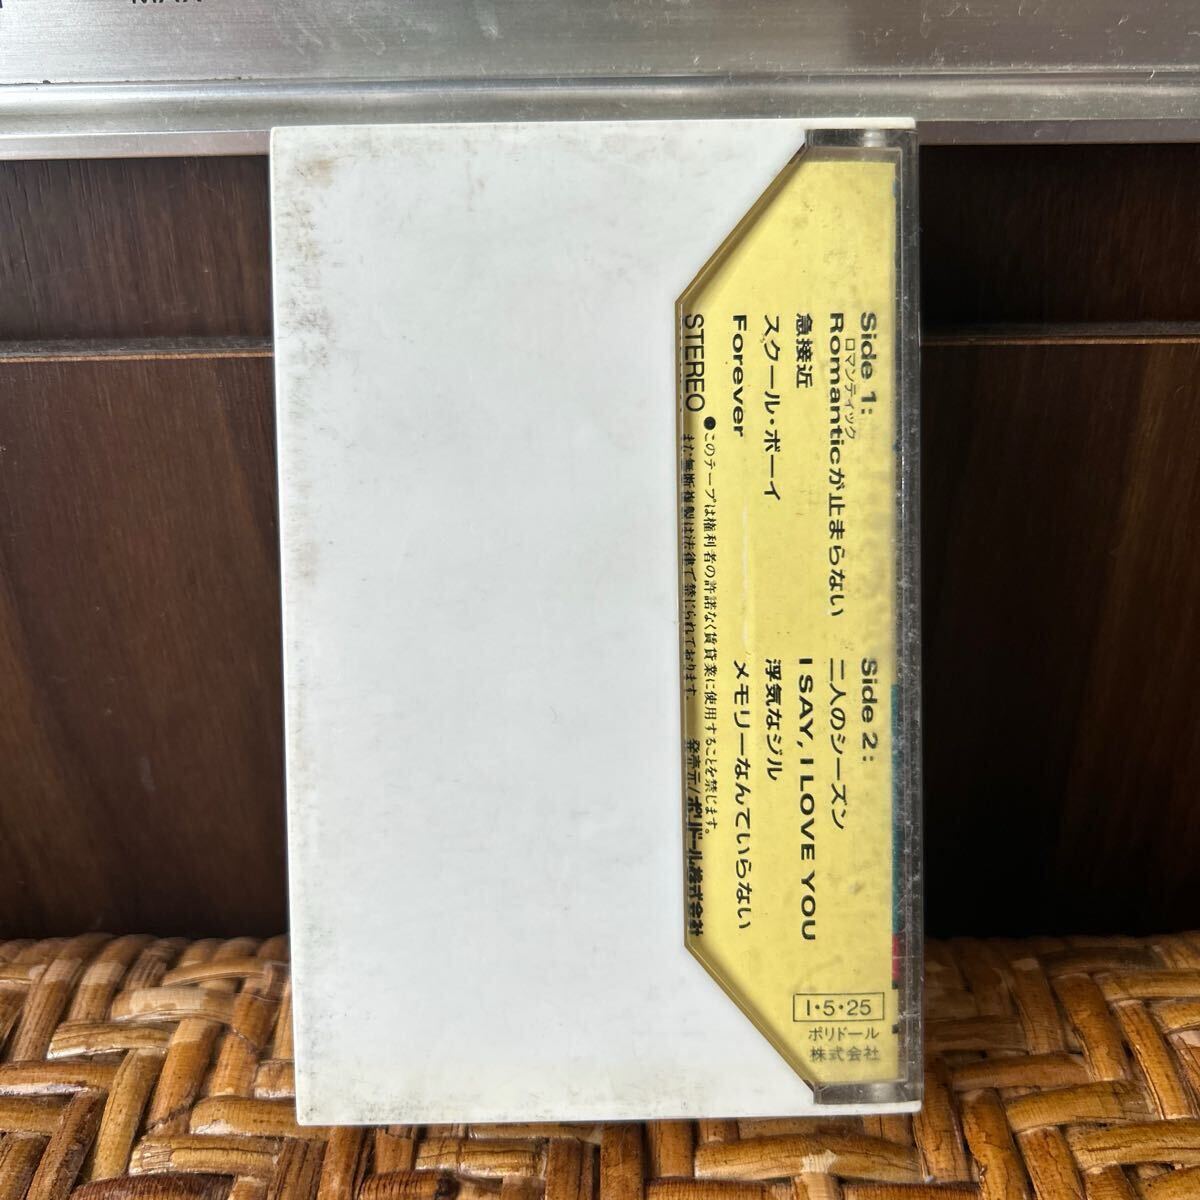 Side 1:
ロマンティック
Romanticが止まらない
急接近
スクール・ボーイ
Forever
Side 2:
二人のシーズン
I SAY, I LOVE YOU
浮気なジル
メモリーなんていらない
STEREO
●このテープは権利者の許諾なく賃貸業に使用することを禁じます。
また無断複製は法律で禁じられております。
発売元/ポリドール株式会社
I・5・25
ポリドール
株式会社